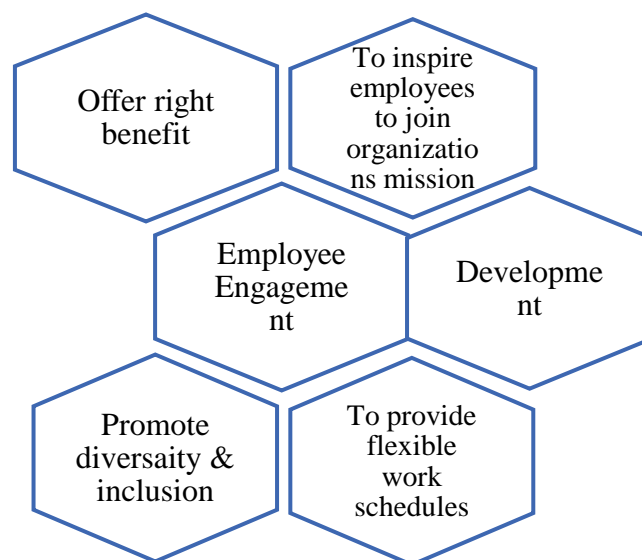 Offer right
benefit
To inspire
employees
to join
organizatio
ns mission
Employee
Engageme
nt
Developme
nt
Promote
diversaity &
inclusion
To provide
flexible
work
schedules